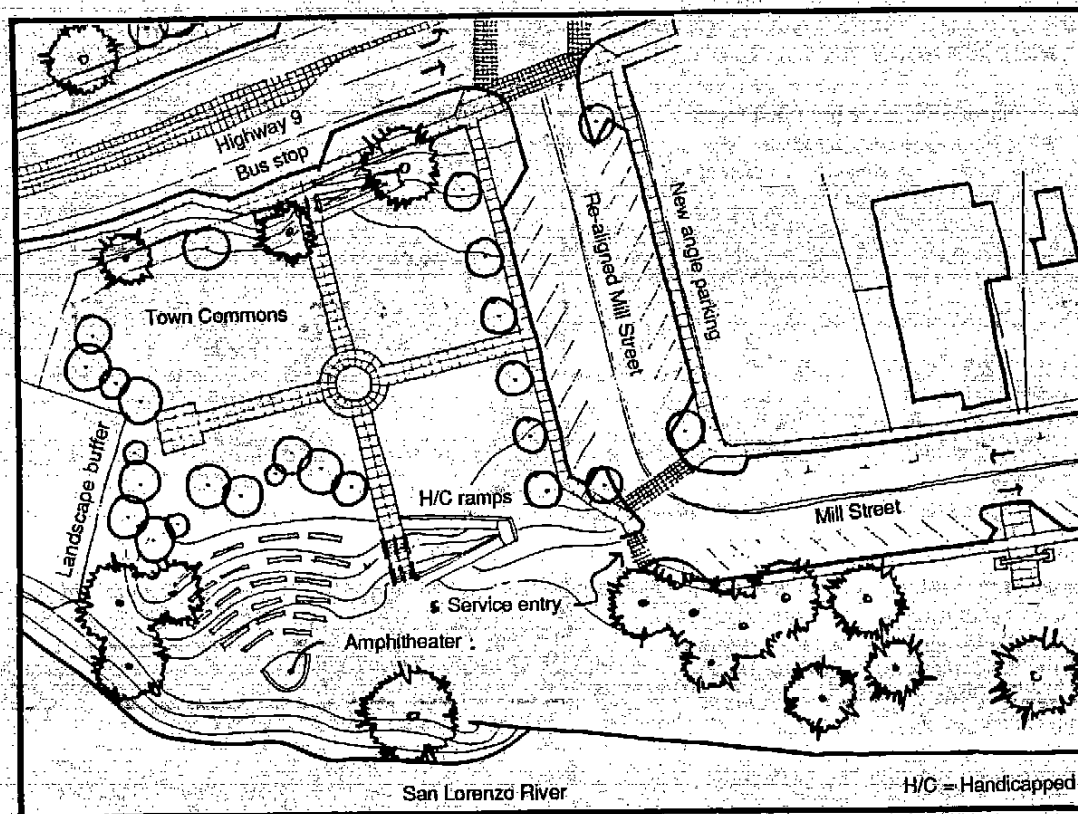 Highway 9
Bus stop
Re-aligned Mill Street
New angle parking
Town Commons
Landscape buffer
H/C ramps
Mill Street
Service entry
Amphitheater
San Lorenzo River
H/C = Handicapped